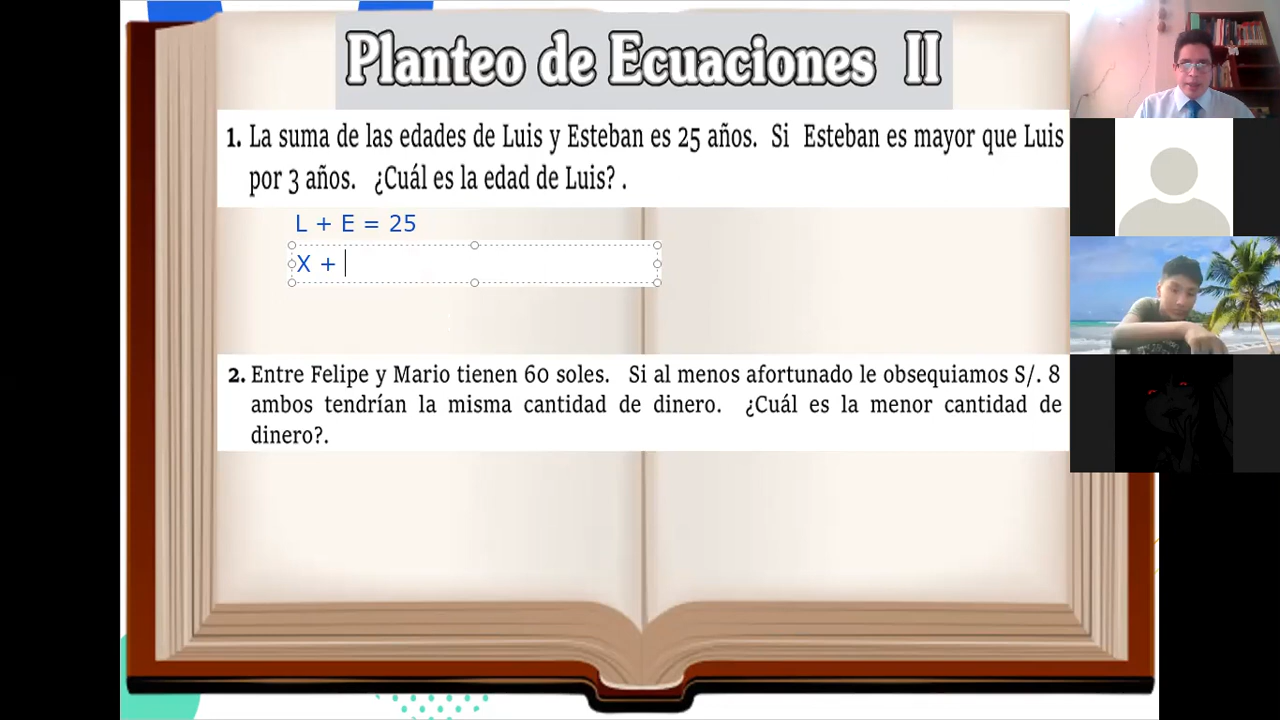 Planteo de Ecuaciones II
1. La suma de las edades de Luis y Esteban es 25 años. Si Esteban es mayor que Luis
por 3 años. ¿Cuál es la edad de Luis? .
L + E = 25
X +
2. Entre Felipe y Mario tienen 60 soles. Si al menos afortunado le obsequiamos S/. 8
ambos tendrían la misma cantidad de dinero. ¿Cuál es la menor cantidad de
dinero?.